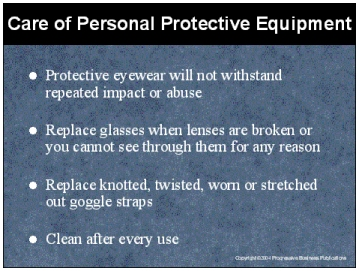 Care of Personal Protective Equipment
● Protective eyewear will not withstand
repeated impact or abuse
● Replace glasses when lenses are broken or
you cannot see through them for any reason
● Replace knotted, twisted, worn or stretched
out goggle straps
● Clean after every use
Copyright ©2004 Progressive Business Publications